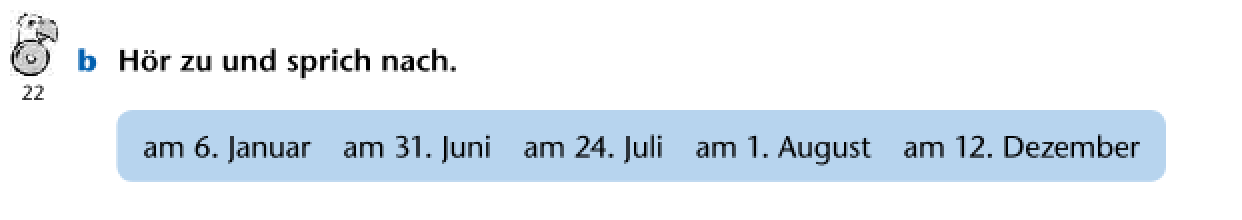 b Hör zu und sprich nach.
22
am 6. Januar am 31. Juni am 24. Juli am 1. August am 12. Dezember